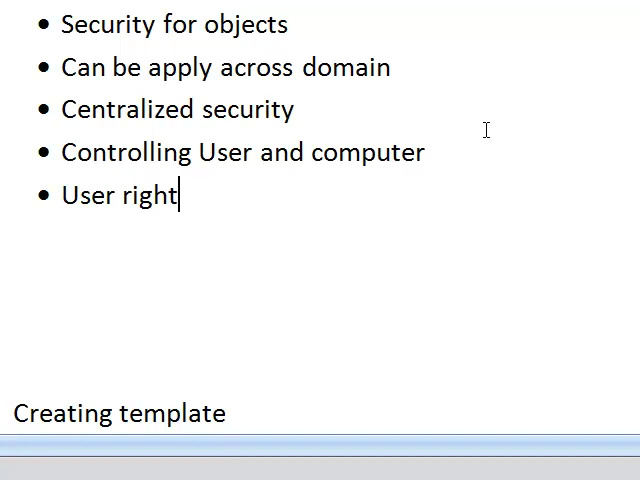 • Security for objects
• Can be apply across domain
• Centralized security
• Controlling User and computer
• User right
Creating template